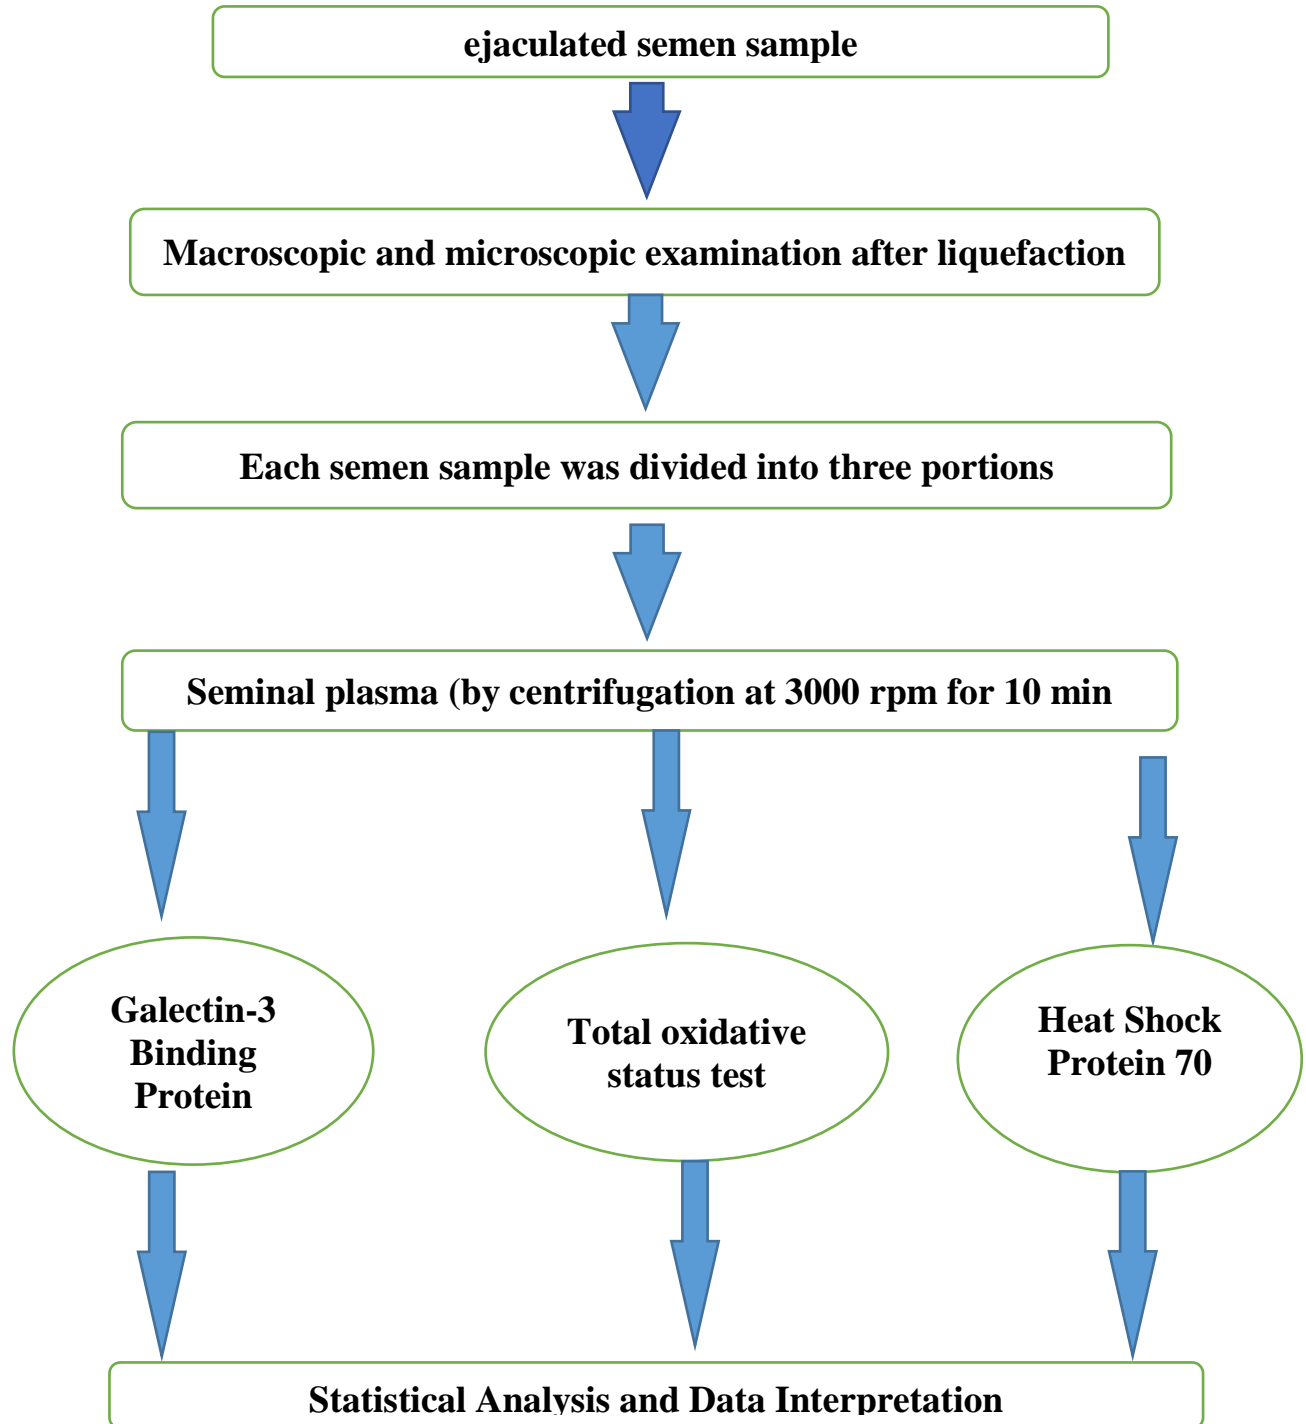 ejaculated semen sample
Macroscopic and microscopic examination after liquefaction
Each semen sample was divided into three portions
Seminal plasma (by centrifugation at 3000 rpm for 10 min
Galectin-3
Binding
Protein
Total oxidative
status test
Heat Shock
Protein 70
Statistical Analysis and Data Interpretation